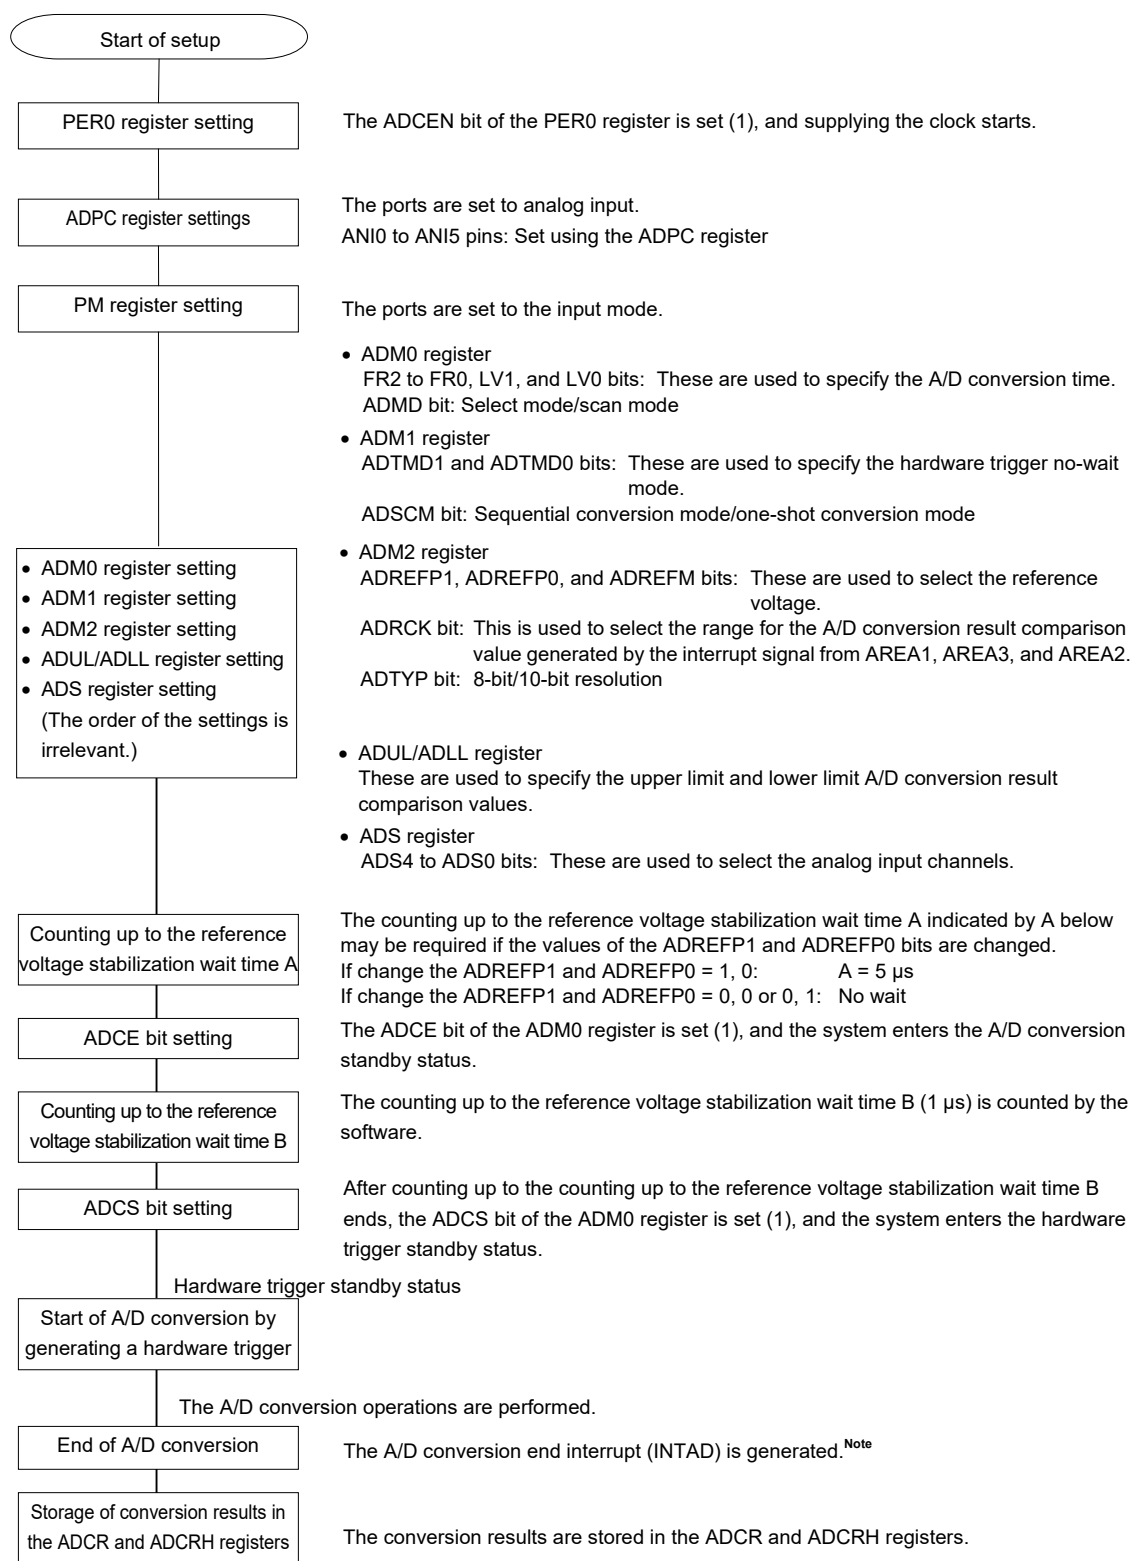 Start of setup
PER0 register setting
The ADCEN bit of the PER0 register is set (1), and supplying the clock starts.
ADPC register settings
The ports are set to analog input.
ANI0 to ANI5 pins: Set using the ADPC register
PM register setting
The ports are set to the input mode.
• ADM0 register
FR2 to FR0, LV1, and LV0 bits: These are used to specify the A/D conversion time.
ADMD bit: Select mode/scan mode
• ADM1 register
ADTMD1 and ADTMD0 bits: These are used to specify the hardware trigger no-wait
mode.
ADSCM bit: Sequential conversion mode/one-shot conversion mode
• ADM0 register setting
• ADM1 register setting
• ADM2 register setting
• ADUL/ADLL register setting
• ADS register setting
(The order of the settings is
irrelevant.)
• ADM2 register
ADREFP1, ADREFP0, and ADREFM bits: These are used to select the reference
voltage.
ADRCK bit: This is used to select the range for the A/D conversion result comparison
value generated by the interrupt signal from AREA1, AREA3, and AREA2.
ADTYP bit: 8-bit/10-bit resolution
• ADUL/ADLL register
These are used to specify the upper limit and lower limit A/D conversion result
comparison values.
• ADS register
ADS4 to ADS0 bits: These are used to select the analog input channels.
Counting up to the reference
voltage stabilization wait time A
The counting up to the reference voltage stabilization wait time A indicated by A below
may be required if the values of the ADREFP1 and ADREFP0 bits are changed.
If change the ADREFP1 and ADREFP0 = 1, 0: A = 5 µs
If change the ADREFP1 and ADREFP0 = 0, 0 or 0, 1: No wait
ADCE bit setting
The ADCE bit of the ADM0 register is set (1), and the system enters the A/D conversion
standby status.
Counting up to the reference
voltage stabilization wait time B
The counting up to the reference voltage stabilization wait time B (1 µs) is counted by the
software.
ADCS bit setting
After counting up to the counting up to the reference voltage stabilization wait time B
ends, the ADCS bit of the ADM0 register is set (1), and the system enters the hardware
trigger standby status.
Hardware trigger standby status
Start of A/D conversion by
generating a hardware trigger
The A/D conversion operations are performed.
End of A/D conversion
The A/D conversion end interrupt (INTAD) is generated.Note
Storage of conversion results in
the ADCR and ADCRH registers
The conversion results are stored in the ADCR and ADCRH registers.